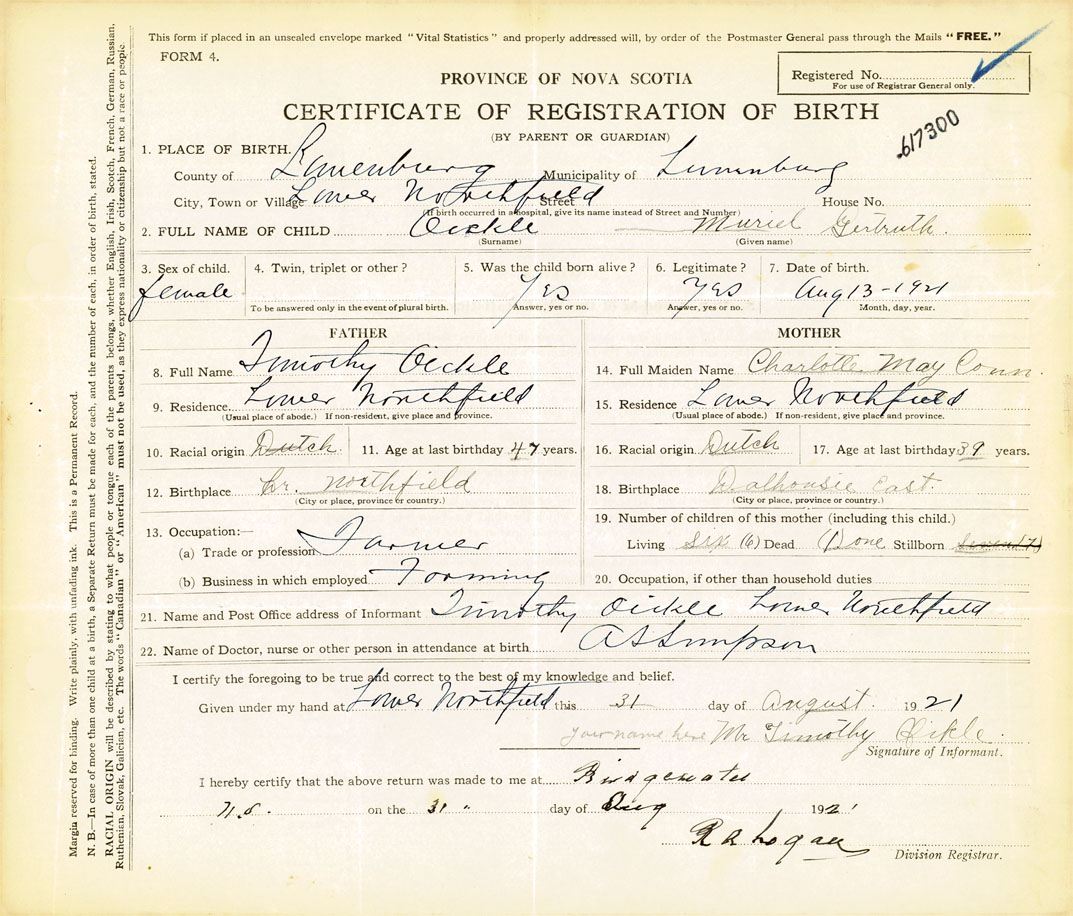 This form if placed in an unsealed envelope marked "Vital Statistics" and properly addressed will, by order of the Postmaster General pass through the Mails "FREE."
FORM 4.
PROVINCE OF NOVA SCOTIA
Registered No.
For use of Registrar General only.
CERTIFICATE OF REGISTRATION OF BIRTH
617300
(BY PARENT OR GUARDIAN)
1. PLACE OF BIRTH.
County of Lunenburg Municipality of Lunenburg
City, Town or Village Lower Northfield Street House No.
(If birth occurred in a hospital, give its name instead of Street and Number)
2. FULL NAME OF CHILD Oickle Muriel Gertruth.
(Surname) (Given name)
3. Sex of child. 4. Twin, triplet or other? 5. Was the child born alive? 6. Legitimate? 7. Date of birth.
female Yes Yes Aug 13-1921
To be answered only in the event of plural birth. Answer, yes or no. Answer, yes or no. Month, day, year.
FATHER
8. Full Name Timothy Oickle
9. Residence Lower Northfield
(Usual place of abode.) If non-resident, give place and province.
10. Racial origin Dutch. 11. Age at last birthday 47 years.
12. Birthplace Lr. Northfield
(City or place, province or country.)
13. Occupation:—
(a) Trade or profession Farmer
(b) Business in which employed Farming
MOTHER
14. Full Maiden Name Charlotte May Conn
15. Residence Lower Northfield
(Usual place of abode.) If non-resident, give place and province.
16. Racial origin Dutch 17. Age at last birthday 39 years.
18. Birthplace Dalhousie East.
(City or place, province or country.)
19. Number of children of this mother (including this child.)
Living Six (6) Dead (1) one Stillborn Seven (7)
20. Occupation, if other than household duties
21. Name and Post Office address of Informant Timothy Oickle Lower Northfield
22. Name of Doctor, nurse or other person in attendance at birth A S Simpson
I certify the foregoing to be true and correct to the best of my knowledge and belief.
Given under my hand at Lower Northfield this 31 day of August. 1921
your name here Mr Timothy Oikle.
Signature of Informant.
I hereby certify that the above return was made to me at Bridgewater
N.S. on the 31 " day of Aug 1921
R A Logan
Division Registrar.
Margin reserved for binding. Write plainly, with unfading ink. This is a Permanent Record.
N. B.—In case of more than one child at a birth, a Separate Return must be made for each, and the number of each, in order of birth, stated.
RACIAL ORIGIN will be described by stating to what people or tongue each of the parents belongs, whether English, Irish, Scotch, French, German, Russian,
Ruthenian, Slovak, Galician, etc. The words "Canadian" or "American" must not be used, as they express nationality or citizenship but not a race or people.